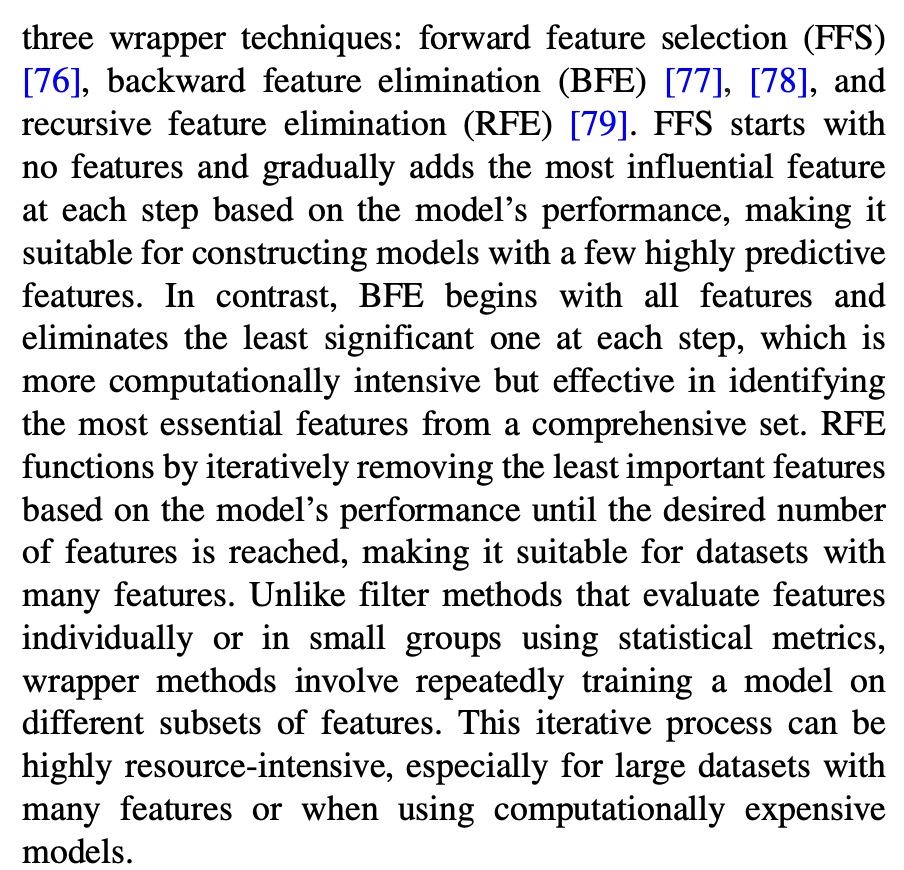 three wrapper techniques: forward feature selection (FFS)
[76], backward feature elimination (BFE) [77], [78], and
recursive feature elimination (RFE) [79]. FFS starts with
no features and gradually adds the most influential feature
at each step based on the model’s performance, making it
suitable for constructing models with a few highly predictive
features. In contrast, BFE begins with all features and
eliminates the least significant one at each step, which is
more computationally intensive but effective in identifying
the most essential features from a comprehensive set. RFE
functions by iteratively removing the least important features
based on the model’s performance until the desired number
of features is reached, making it suitable for datasets with
many features. Unlike filter methods that evaluate features
individually or in small groups using statistical metrics,
wrapper methods involve repeatedly training a model on
different subsets of features. This iterative process can be
highly resource-intensive, especially for large datasets with
many features or when using computationally expensive
models.